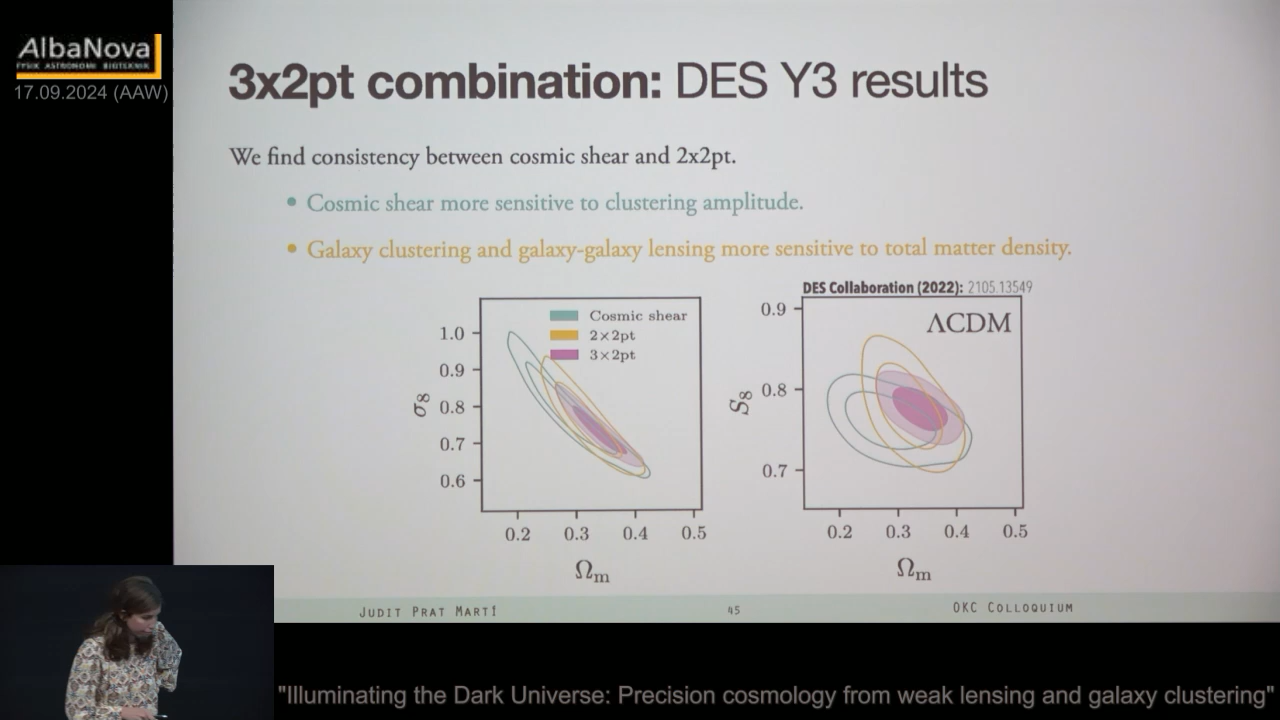 AlbaNova
FYSIK ASTRONOMI BIOTEKNIK
17.09.2024 (AAW)
3x2pt combination: DES Y3 results
We find consistency between cosmic shear and 2x2pt.
• Cosmic shear more sensitive to clustering amplitude.
• Galaxy clustering and galaxy-galaxy lensing more sensitive to total matter density.
DES Collaboration (2022): 2105.13549
Cosmic shear
2×2pt
3×2pt
1.0
0.9
0.8
0.7
0.6
σ8
0.2 0.3 0.4 0.5
Ωm
ΛCDM
0.9
0.8
0.7
S8
0.2 0.3 0.4 0.5
Ωm
JUDIT PRAT MARTÍ 45 OKC COLLOQUIUM
"Illuminating the Dark Universe: Precision cosmology from weak lensing and galaxy clustering"